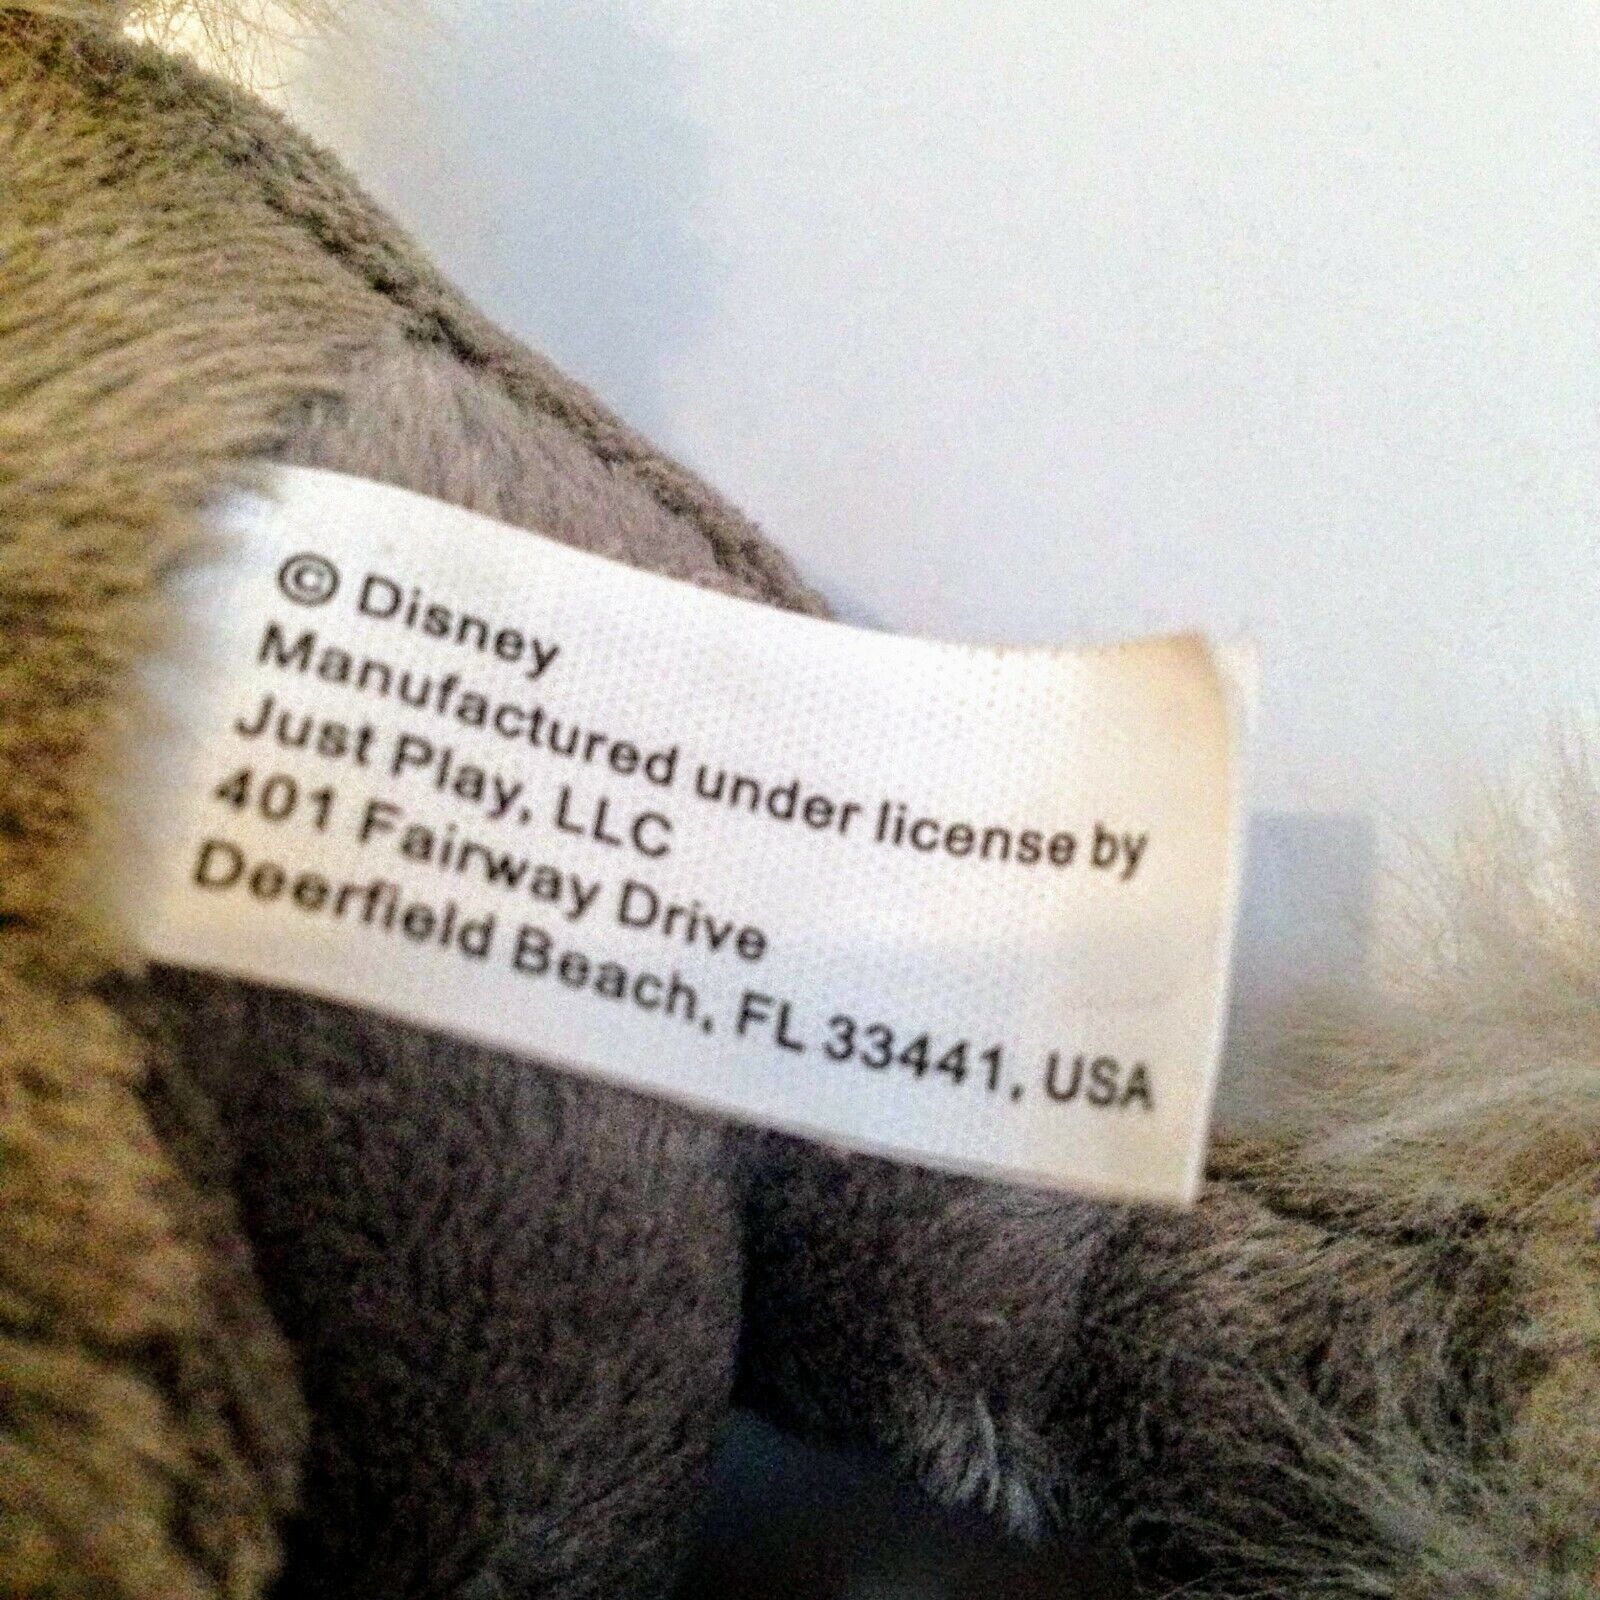 © Disney
Manufactured under license by
Just Play, LLC
401 Fairway Drive
Deerfield Beach, FL 33441, USA